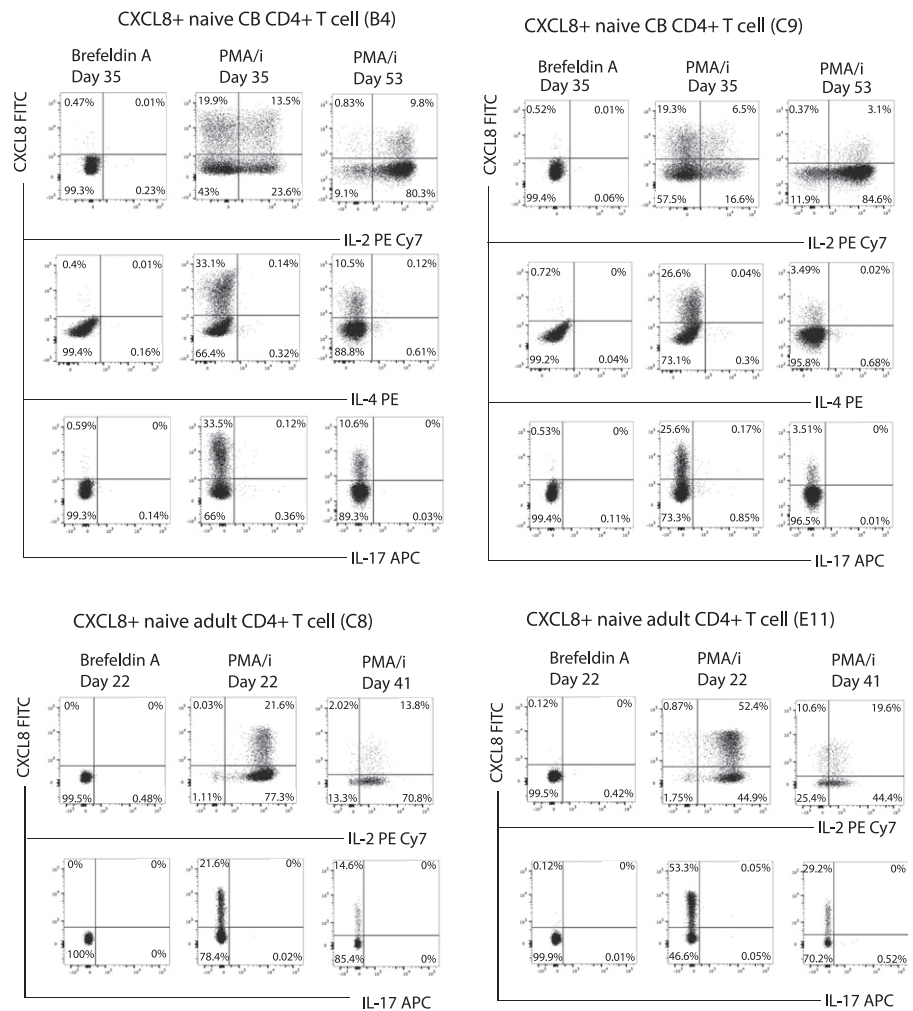 CXCL8+ naive CB CD4+ T cell (B4)
Brefeldin A Day 35
PMA/i Day 35
PMA/i Day 53
CXCL8 FITC
0.47% 0.01% 19.9% 13.5% 0.83% 9.8%
99.3% 0.23% 43% 23.6% 9.1% 80.3%
IL-2 PE Cy7
0.4% 0.01% 33.1% 0.14% 10.5% 0.12%
99.4% 0.16% 66.4% 0.32% 88.8% 0.61%
IL-4 PE
0.59% 0% 33.5% 0.12% 10.6% 0%
99.3% 0.14% 66% 0.36% 89.3% 0.03%
IL-17 APC
CXCL8+ naive CB CD4+ T cell (C9)
Brefeldin A Day 35
PMA/i Day 35
PMA/i Day 53
CXCL8 FITC
0.52% 0.01% 19.3% 6.5% 0.37% 3.1%
99.4% 0.06% 57.5% 16.6% 11.9% 84.6%
IL-2 PE Cy7
0.72% 0% 26.6% 0.04% 3.49% 0.02%
99.2% 0.04% 73.1% 0.3% 95.8% 0.68%
IL-4 PE
0.53% 0% 25.6% 0.17% 3.51% 0%
99.4% 0.11% 73.3% 0.85% 96.5% 0.01%
IL-17 APC
CXCL8+ naive adult CD4+ T cell (C8)
Brefeldin A Day 22
PMA/i Day 22
PMA/i Day 41
CXCL8 FITC
0% 0% 0.03% 21.6% 2.02% 13.8%
99.5% 0.48% 1.11% 77.3% 13.3% 70.8%
IL-2 PE Cy7
0% 0% 21.6% 0% 14.6% 0%
100% 0% 78.4% 0.02% 85.4% 0%
IL-17 APC
CXCL8+ naive adult CD4+ T cell (E11)
Brefeldin A Day 22
PMA/i Day 22
PMA/i Day 41
CXCL8 FITC
0.12% 0% 0.87% 52.4% 10.6% 19.6%
99.5% 0.42% 1.75% 44.9% 25.4% 44.4%
IL-2 PE Cy7
0.12% 0% 53.3% 0.05% 29.2% 0%
99.9% 0.01% 46.6% 0.05% 70.2% 0.52%
IL-17 APC